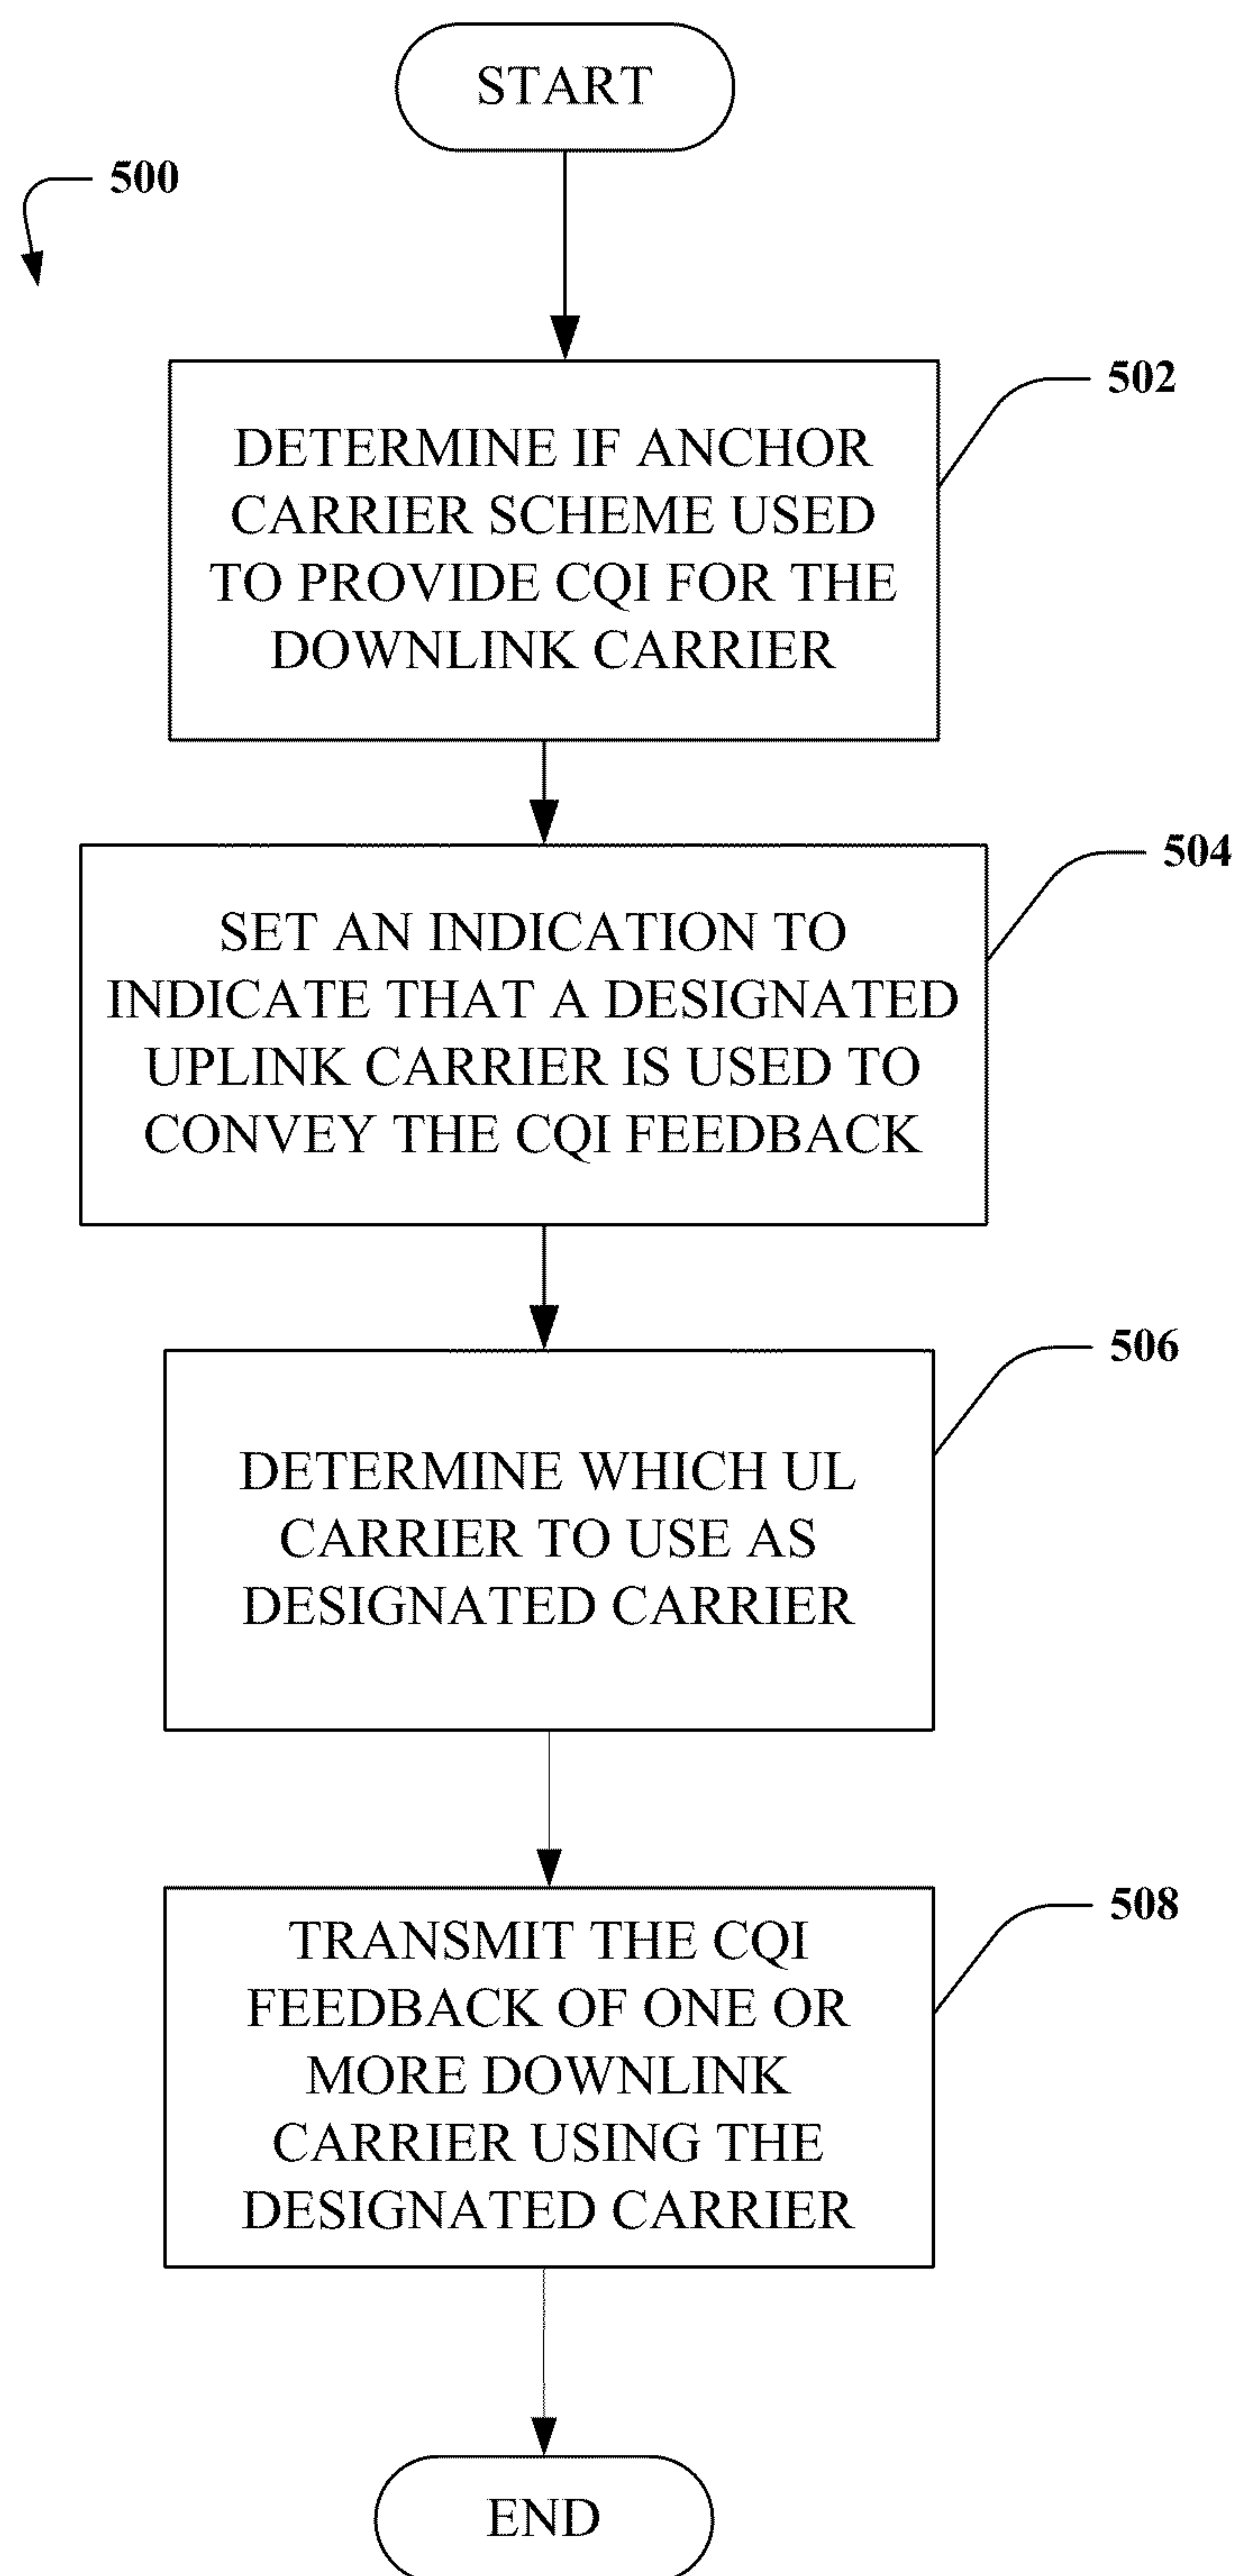 START
500
502
DETERMINE IF ANCHOR
CARRIER SCHEME USED
TO PROVIDE CQI FOR THE
DOWNLINK CARRIER
504
SET AN INDICATION TO
INDICATE THAT A DESIGNATED
UPLINK CARRIER IS USED TO
CONVEY THE CQI FEEDBACK
506
DETERMINE WHICH UL
CARRIER TO USE AS
DESIGNATED CARRIER
508
TRANSMIT THE CQI
FEEDBACK OF ONE OR
MORE DOWNLINK
CARRIER USING THE
DESIGNATED CARRIER
END